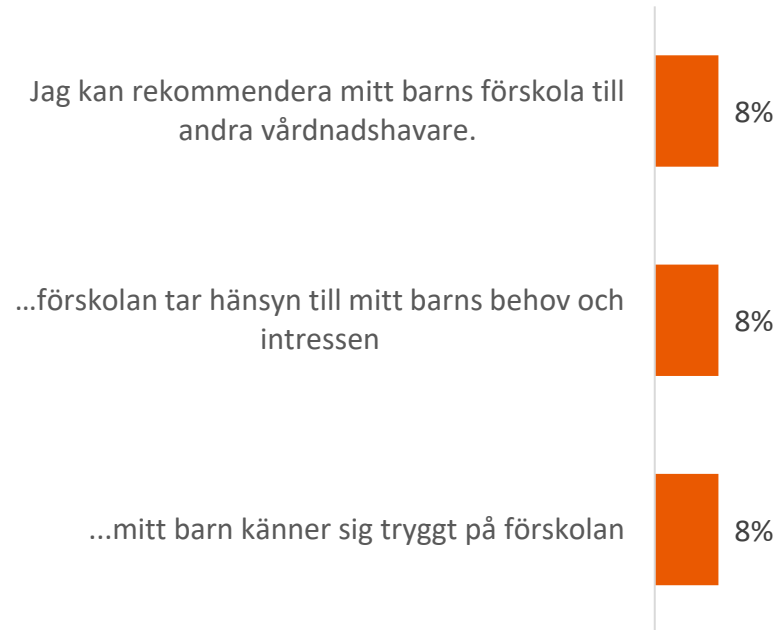 Jag kan rekommendera mitt barns förskola till
andra vårdnadshavare.
8%
...förskolan tar hänsyn till mitt barns behov och
intressen
8%
...mitt barn känner sig tryggt på förskolan
8%